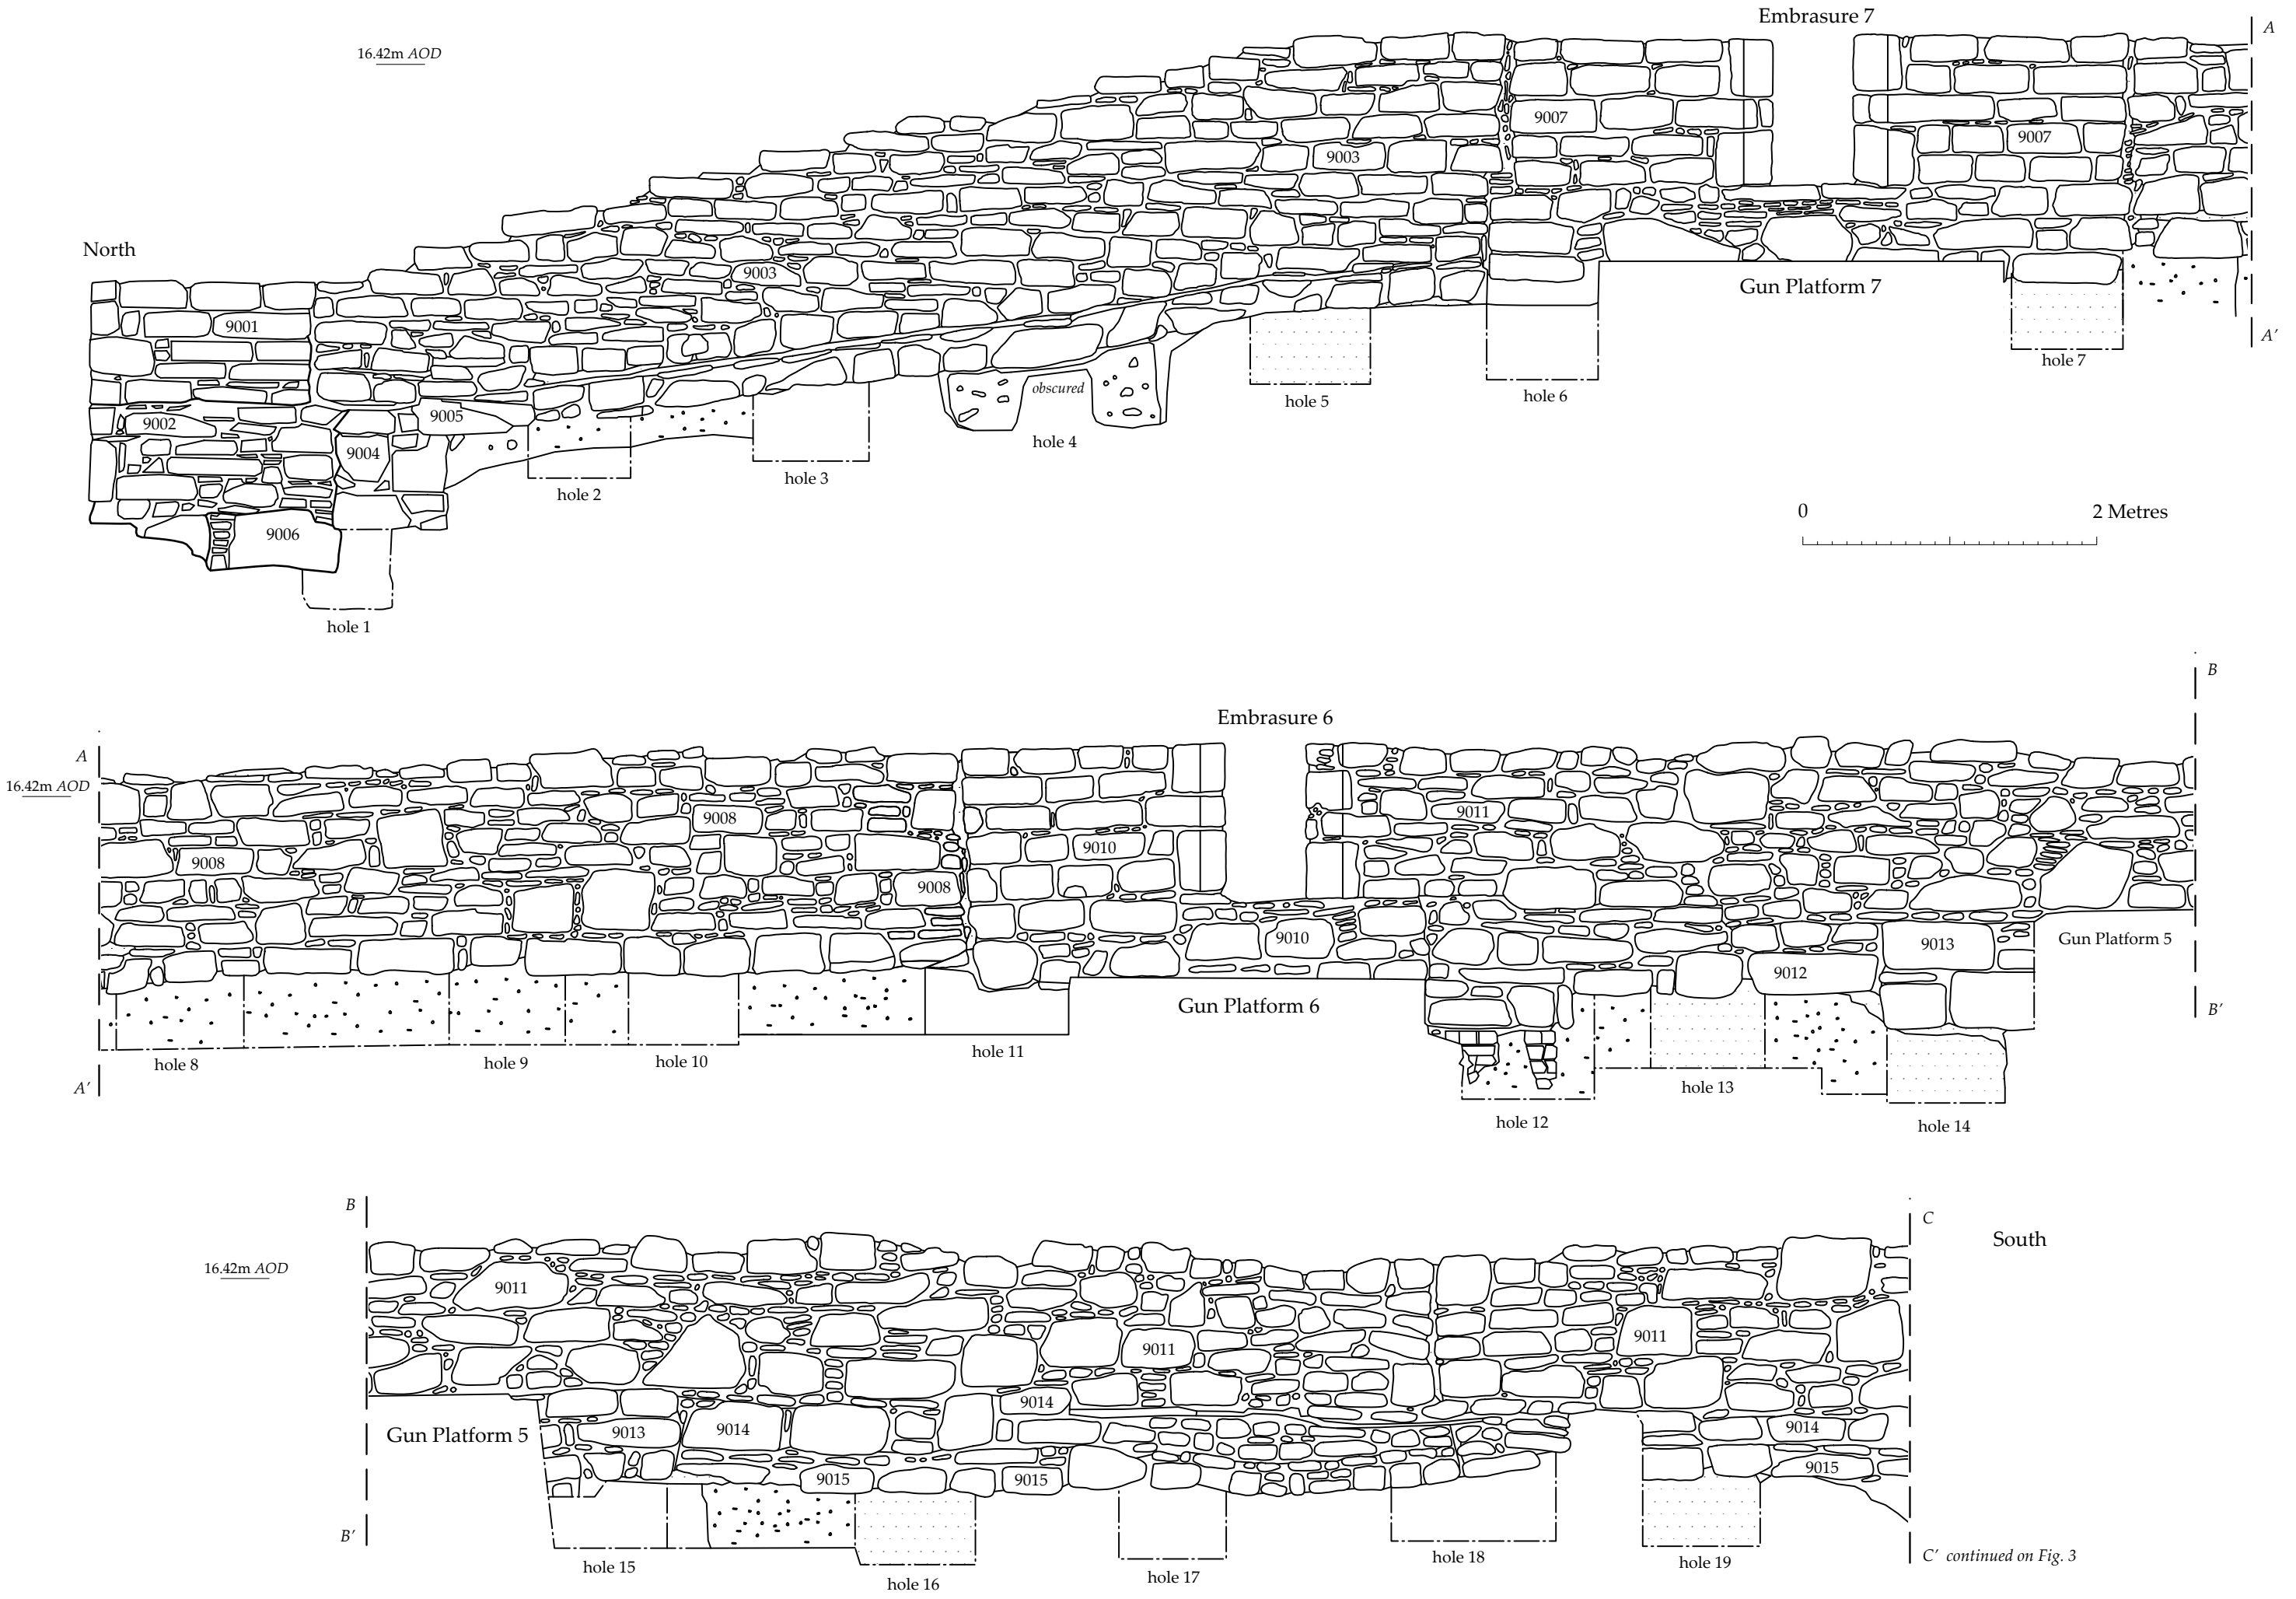 Embrasure 7
A
16.42m AOD
9007
9007
9003
North
9003
Gun Platform 7
9001
A'
hole 7
obscured
hole 5
hole 6
9005
9002
hole 4
9004
hole 3
hole 2
0 2 Metres
9006
hole 1
B
Embrasure 6
A
16.42m AOD
9008
9011
9010
9008
9008
9010
9013
Gun Platform 5
9012
Gun Platform 6
B'
hole 8
hole 9
hole 10
hole 11
A'
hole 13
hole 12
hole 14
B
C
South
16.42m AOD
9011
9011
9011
9014
9014
9013
9014
Gun Platform 5
9015
9015
9015
B'
hole 15
hole 16
hole 17
hole 18
hole 19
C' continued on Fig. 3